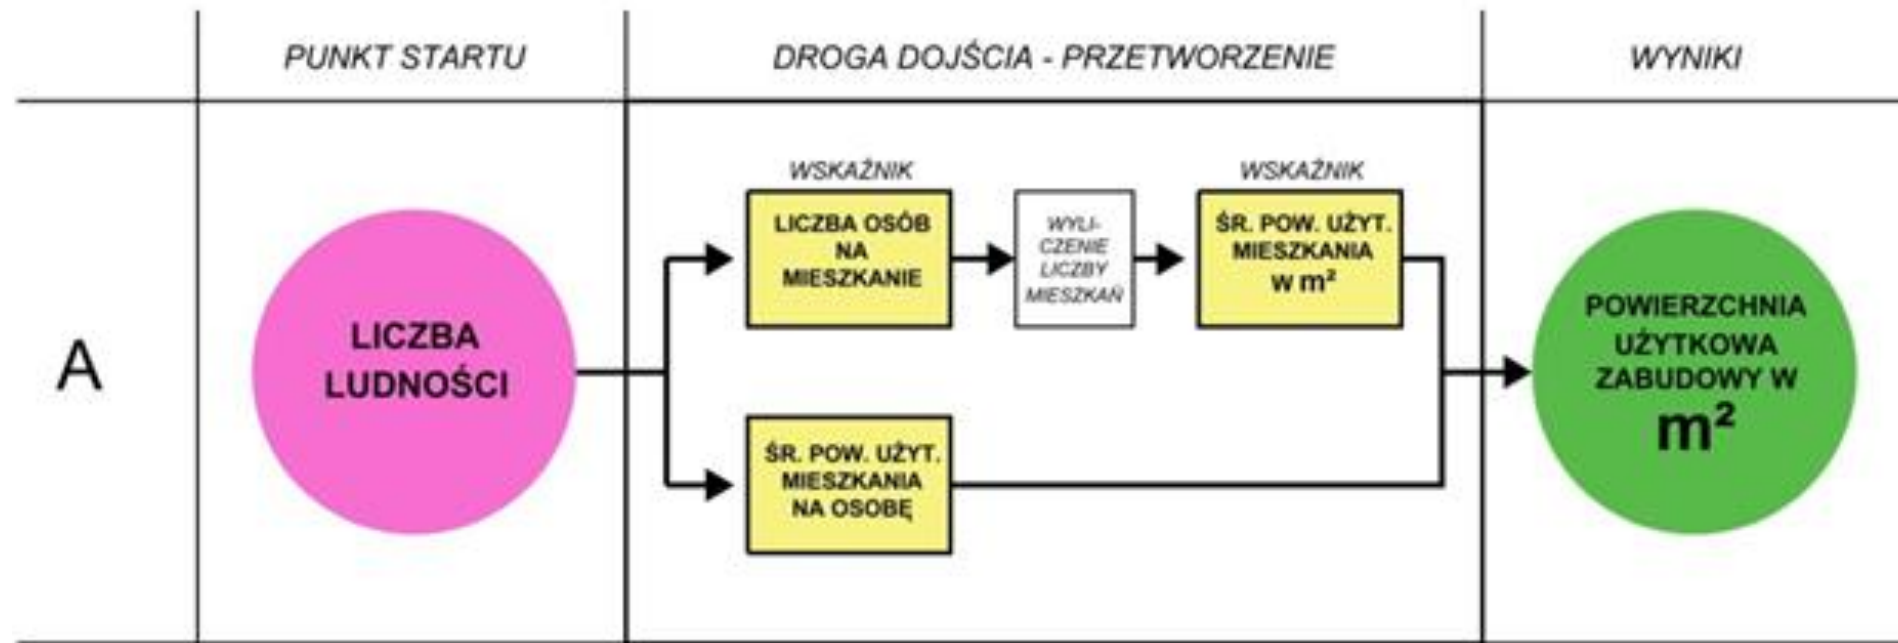 PUNKT STARTU
DROGA DOJŚCIA - PRZETWORZENIE
WYNIKI
A
LICZBA
LUDNOŚCI
WSKAŹNIK
LICZBA OSÓB
NA
MIESZKANIE
WYLI-
CZENIE
LICZBY
MIESZKAŃ
WSKAŹNIK
ŚR. POW. UŻYT.
MIESZKANIA
w m²
ŚR. POW. UŻYT.
MIESZKANIA
NA OSOBĘ
POWIERZCHNIA
UŻYTKOWA
ZABUDOWY W
m²